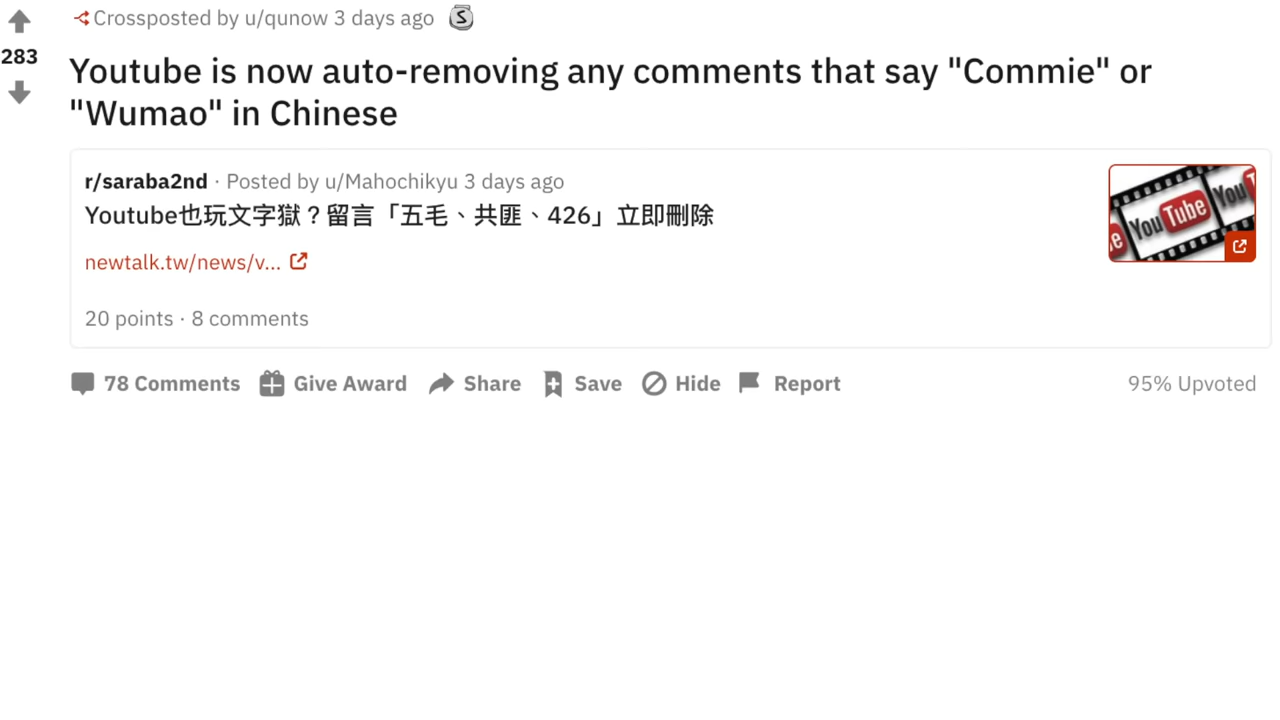 Crossposted by u/qunow 3 days ago
283
Youtube is now auto-removing any comments that say "Commie" or
"Wumao" in Chinese
r/saraba2nd · Posted by u/Mahochikyu 3 days ago
Youtube也玩文字獄？留言「五毛、共匪、426」立即刪除
newtalk.tw/news/v...
20 points · 8 comments
e You Tube You T
78 Comments Give Award Share Save Hide Report 95% Upvoted